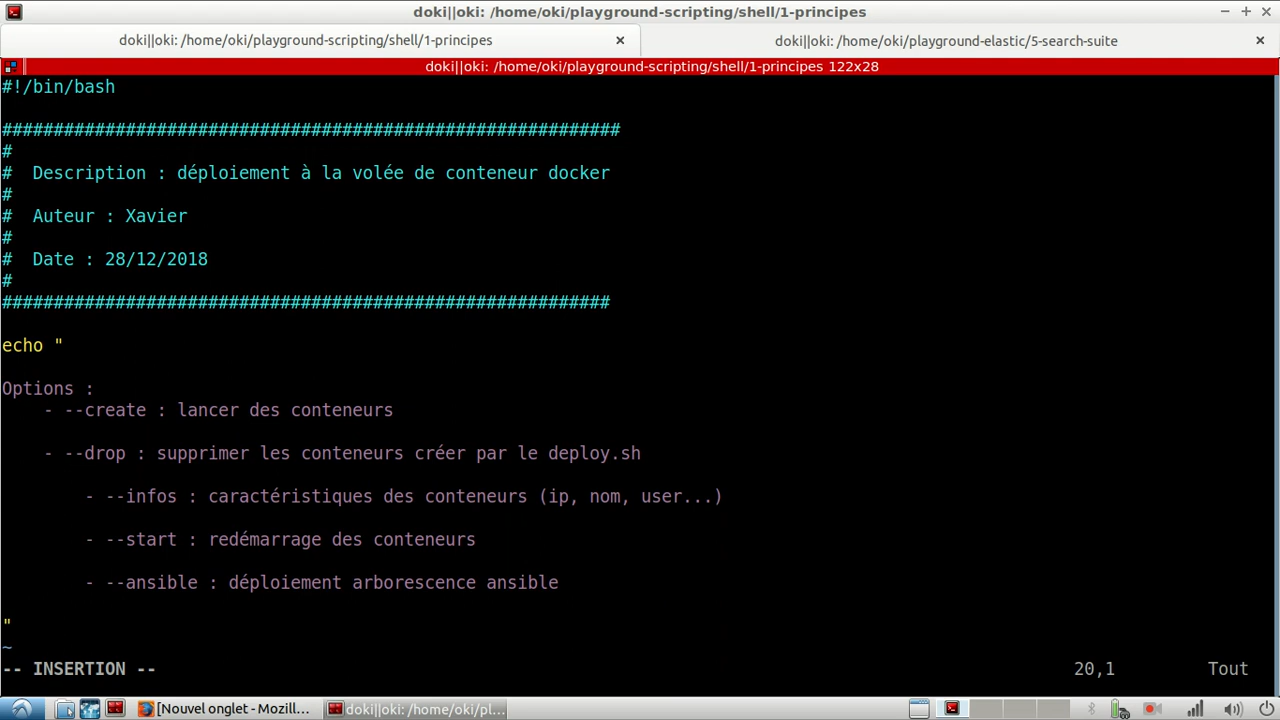 doki||oki: /home/oki/playground-scripting/shell/1-principes
doki||oki: /home/oki/playground-scripting/shell/1-principes
doki||oki: /home/oki/playground-elastic/5-search-suite
doki||oki: /home/oki/playground-scripting/shell/1-principes 122x28
#!/bin/bash
############################################################
#
#  Description : déploiement à la volée de conteneur docker
#
#  Auteur : Xavier
#
#  Date : 28/12/2018
#
###########################################################
echo "
Options :
    - --create : lancer des conteneurs
    - --drop : supprimer les conteneurs créer par le deploy.sh
        - --infos : caractéristiques des conteneurs (ip, nom, user...)
        - --start : redémarrage des conteneurs
        - --ansible : déploiement arborescence ansible
"
~
-- INSERTION -- 20,1 Tout
[Nouvel onglet - Mozill... doki||oki: /home/oki/pl...